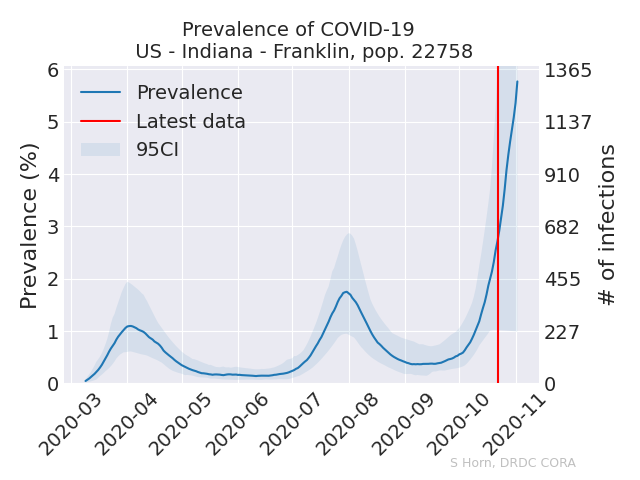 Prevalence of COVID-19
US - Indiana - Franklin, pop. 22758
Prevalence
Latest data
95CI
Prevalence (%)
6
5
4
3
2
1
0
1365
1137
910
682
455
227
0
# of infections
2020-03
2020-04
2020-05
2020-06
2020-07
2020-08
2020-09
2020-10
2020-11
S Horn, DRDC CORA